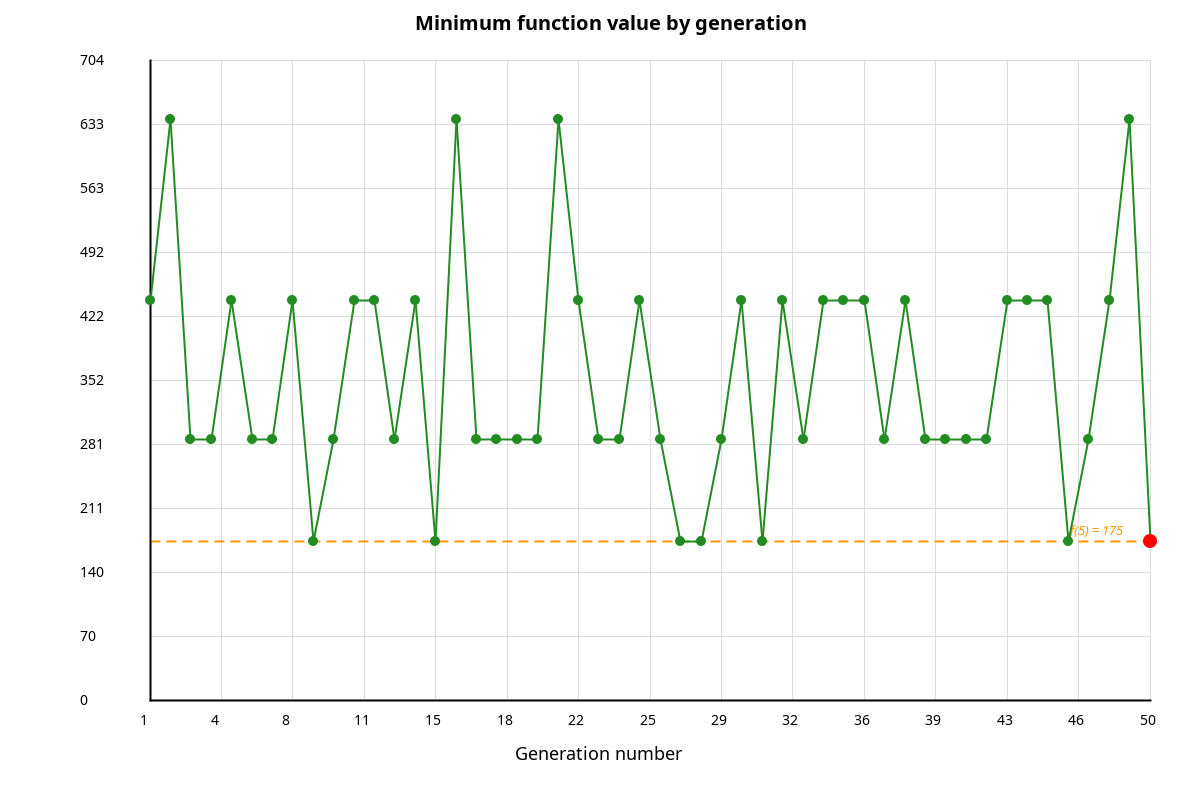 Minimum function value by generation
704
633
563
492
422
352
281
211
f(5) = 175
140
70
0
1 4 8 11 15 18 22 25 29 32 36 39 43 46 50
Generation number